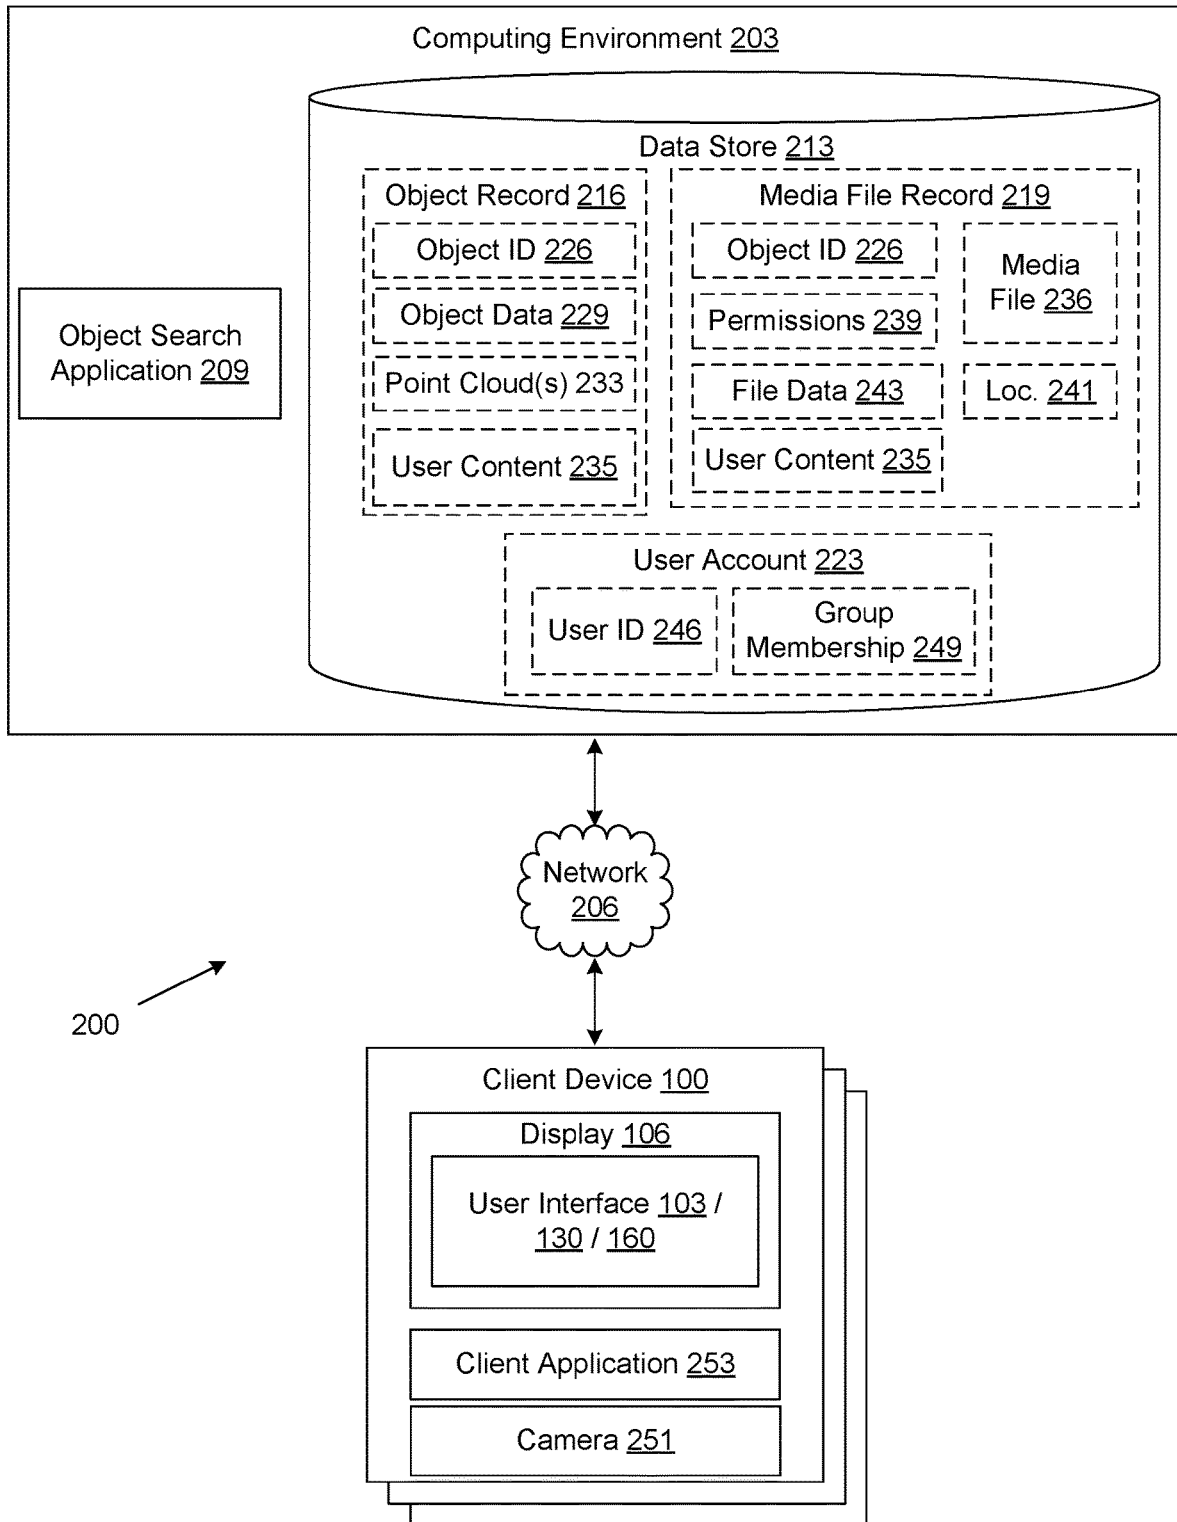 Computing Environment 203
Data Store 213
Object Record 216
Object ID 226
Object Data 229
Point Cloud(s) 233
User Content 235
Media File Record 219
Object ID 226
Permissions 239
File Data 243
User Content 235
Media
File 236
Loc. 241
Object Search
Application 209
User Account 223
User ID 246
Group
Membership 249
Network
206
200
Client Device 100
Display 106
User Interface 103 /
130 / 160
Client Application 253
Camera 251